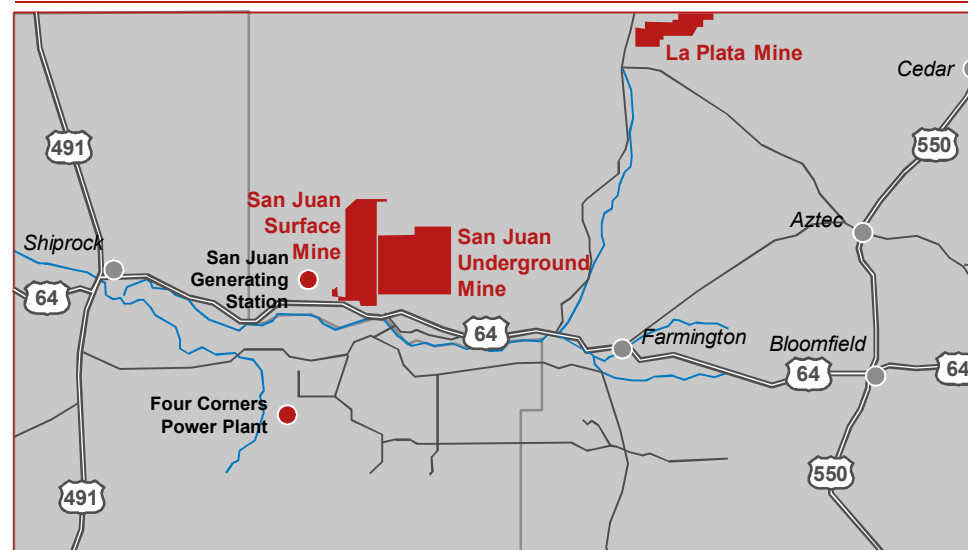 La Plata Mine
Cedar
491
550
San Juan
Surface
Mine
Aztec
San Juan
Underground
Mine
Shiprock
San Juan
Generating
Station
64
64
Farmington
Bloomfield
64
64
Four Corners
Power Plant
491
550